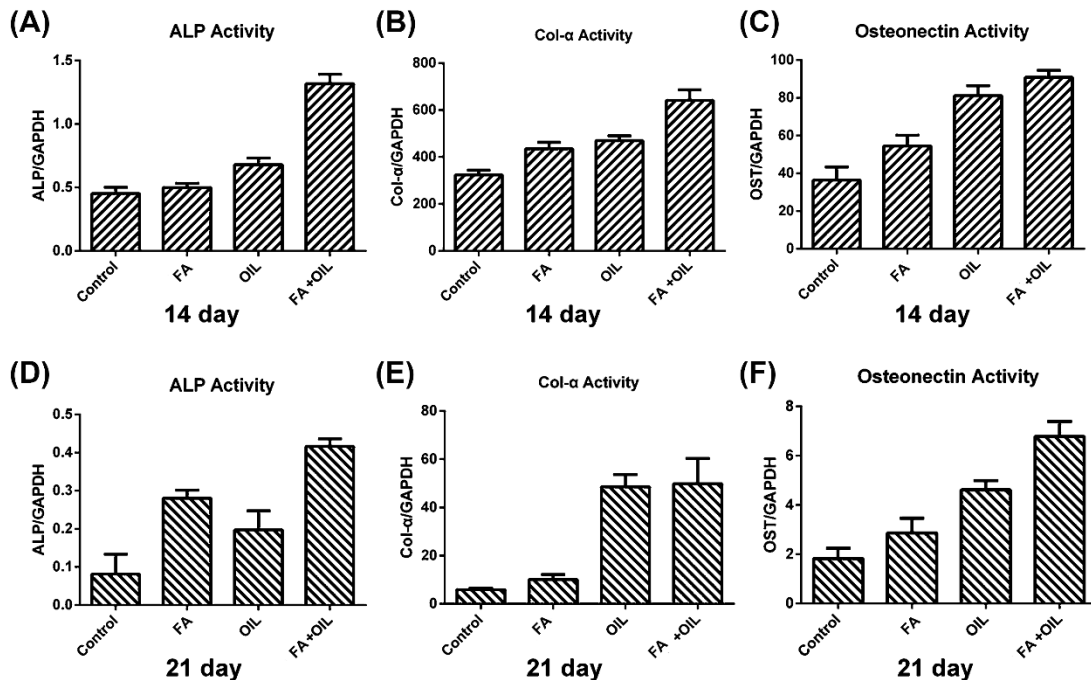 (A)
ALP Activity
ALP/GAPDH
1.5
1.0
0.5
0.0
Control
FA
OIL
FA +OIL
14 day
(B)
Col-α Activity
Col-α/GAPDH
800
600
400
200
0
Control
FA
OIL
FA +OIL
14 day
(C)
Osteonectin Activity
OST/GAPDH
100
80
60
40
20
0
Control
FA
OIL
FA +OIL
14 day
(D)
ALP Activity
ALP/GAPDH
0.5
0.4
0.3
0.2
0.1
0.0
Control
FA
OIL
FA +OIL
21 day
(E)
Col-α Activity
Col-α/GAPDH
80
60
40
20
0
Control
FA
OIL
FA +OIL
21 day
(F)
Osteonectin Activity
OST/GAPDH
8
6
4
2
0
Control
FA
OIL
FA +OIL
21 day